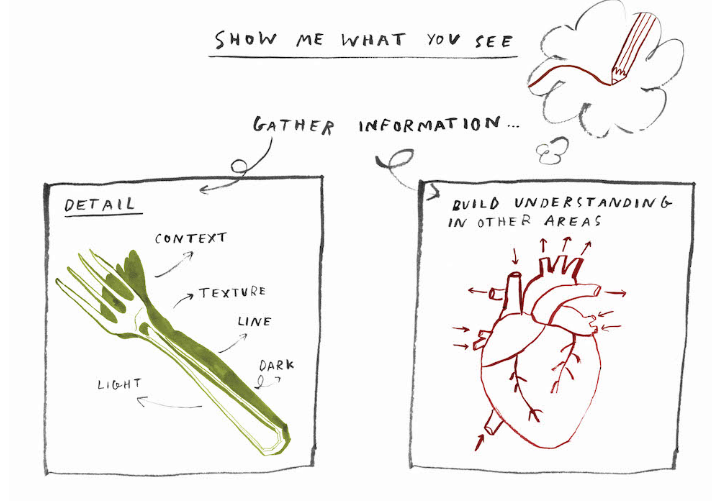 SHOW ME WHAT YOU SEE
GATHER INFORMATION...
DETAIL
CONTEXT
TEXTURE
LINE
DARK
LIGHT
BUILD UNDERSTANDING
IN OTHER AREAS